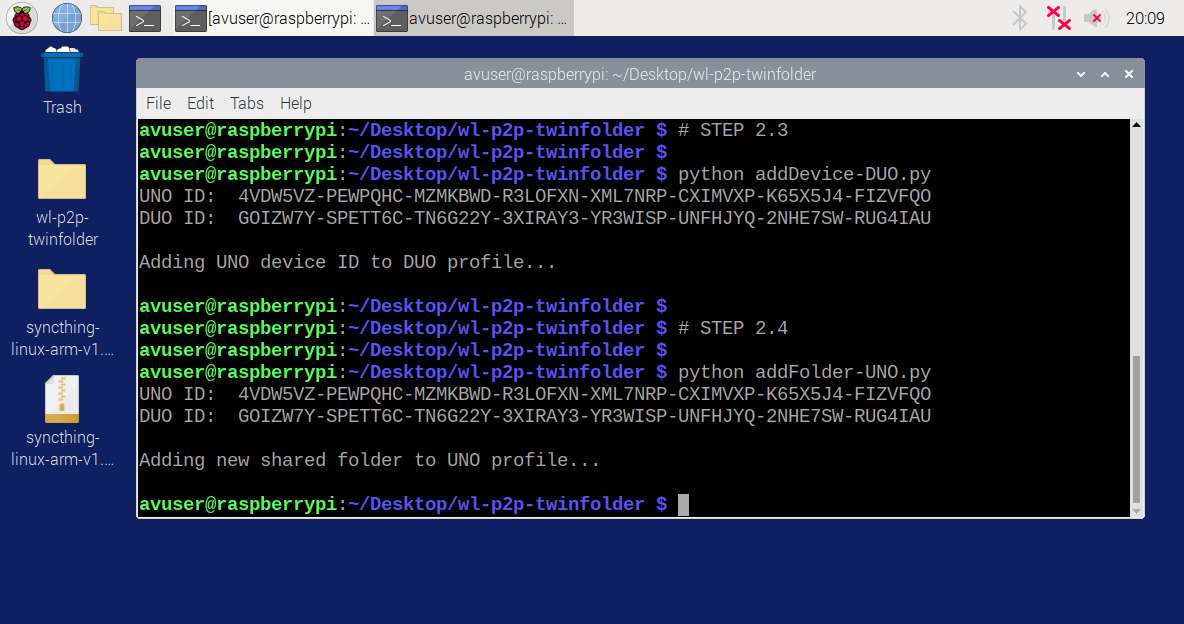 [avuser@raspberrypi: ...
avuser@raspberrypi: ...
20:09
Trash
wl-p2p-
twinfolder
syncthing-
linux-arm-v1....
syncthing-
linux-arm-v1....
avuser@raspberrypi: ~/Desktop/wl-p2p-twinfolder
File Edit Tabs Help
avuser@raspberrypi:~/Desktop/wl-p2p-twinfolder $ # STEP 2.3
avuser@raspberrypi:~/Desktop/wl-p2p-twinfolder $
avuser@raspberrypi:~/Desktop/wl-p2p-twinfolder $ python addDevice-DUO.py
UNO ID:  4VDW5VZ-PEWPQHC-MZMKBWD-R3LOFXN-XML7NRP-CXIMVXP-K65X5J4-FIZVFQO
DUO ID:  GOIZW7Y-SPETT6C-TN6G22Y-3XIRAY3-YR3WISP-UNFHJYQ-2NHE7SW-RUG4IAU
Adding UNO device ID to DUO profile...
avuser@raspberrypi:~/Desktop/wl-p2p-twinfolder $
avuser@raspberrypi:~/Desktop/wl-p2p-twinfolder $ # STEP 2.4
avuser@raspberrypi:~/Desktop/wl-p2p-twinfolder $
avuser@raspberrypi:~/Desktop/wl-p2p-twinfolder $ python addFolder-UNO.py
UNO ID:  4VDW5VZ-PEWPQHC-MZMKBWD-R3LOFXN-XML7NRP-CXIMVXP-K65X5J4-FIZVFQO
DUO ID:  GOIZW7Y-SPETT6C-TN6G22Y-3XIRAY3-YR3WISP-UNFHJYQ-2NHE7SW-RUG4IAU
Adding new shared folder to UNO profile...
avuser@raspberrypi:~/Desktop/wl-p2p-twinfolder $